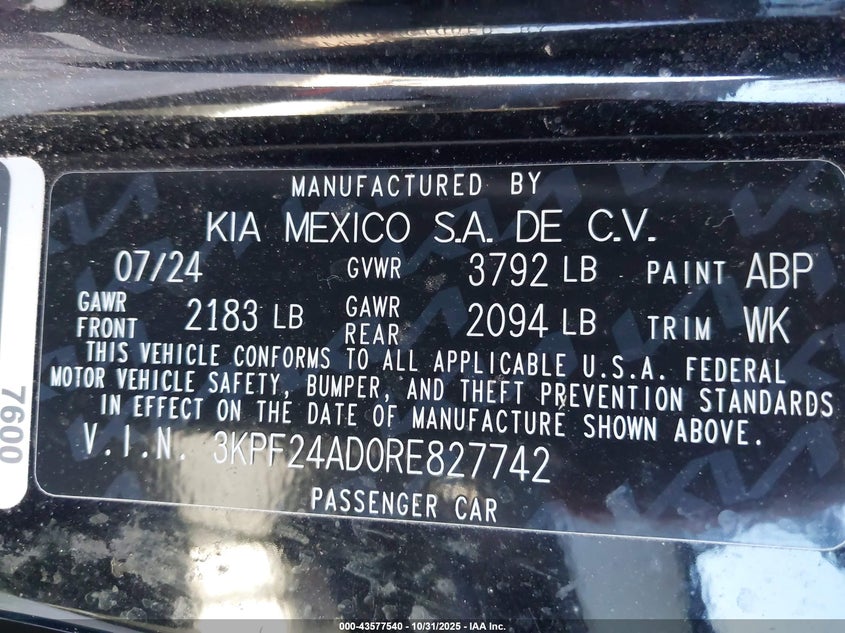 MANUFACTURED BY
KIA MEXICO S.A. DE C.V.
07/24 GVWR 3792 LB PAINT ABP
GAWR FRONT 2183 LB GAWR REAR 2094 LB TRIM WK
THIS VEHICLE CONFORMS TO ALL APPLICABLE U.S.A. FEDERAL
MOTOR VEHICLE SAFETY, BUMPER, AND THEFT PREVENTION STANDARDS
IN EFFECT ON THE DATE OF MANUFACTURE SHOWN ABOVE.
V.I.N. 3KPF24AD0RE827742
PASSENGER CAR
7600
000-43577540 - 10/31/2025 - IAA Inc.